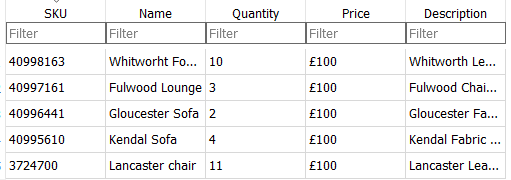 SKU Name Quantity Price Description
Filter Filter Filter Filter Filter
40998163 Whitworht Fo... 10 £100 Whitworth Le...
40997161 Fulwood Lounge 3 £100 Fulwood Chai...
40996441 Gloucester Sofa 2 £100 Gloucester Fa...
40995610 Kendal Sofa 4 £100 Kendal Fabric ...
3724700 Lancaster chair 11 £100 Lancaster Lea...